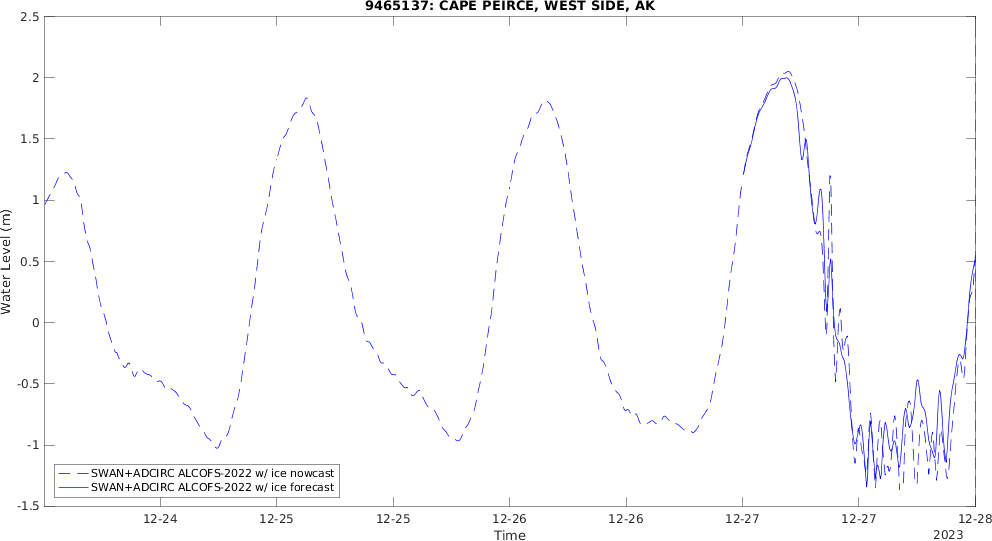 9465137: CAPE PEIRCE, WEST SIDE, AK
2.5
2
1.5
1
0.5
0
-0.5
-1
-1.5
Water Level (m)
SWAN+ADCIRC ALCOFS-2022 w/ ice nowcast
SWAN+ADCIRC ALCOFS-2022 w/ ice forecast
12-24 12-25 12-25 12-26 12-26 12-27 12-27 12-28
Time
2023